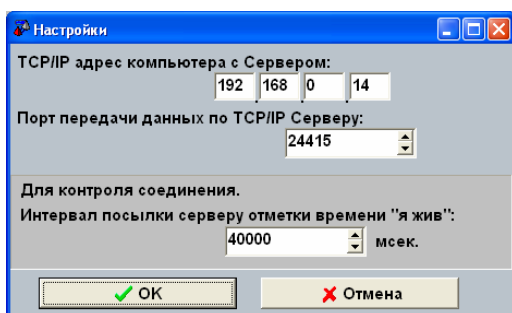 Настройки
TCP/IP адрес компьютера с Сервером:
192 . 168 . 0 . 14
Порт передачи данных по TCP/IP Серверу:
24415
Для контроля соединения.
Интервал посылки серверу отметки времени "я жив":
40000 мсек.
OK Отмена